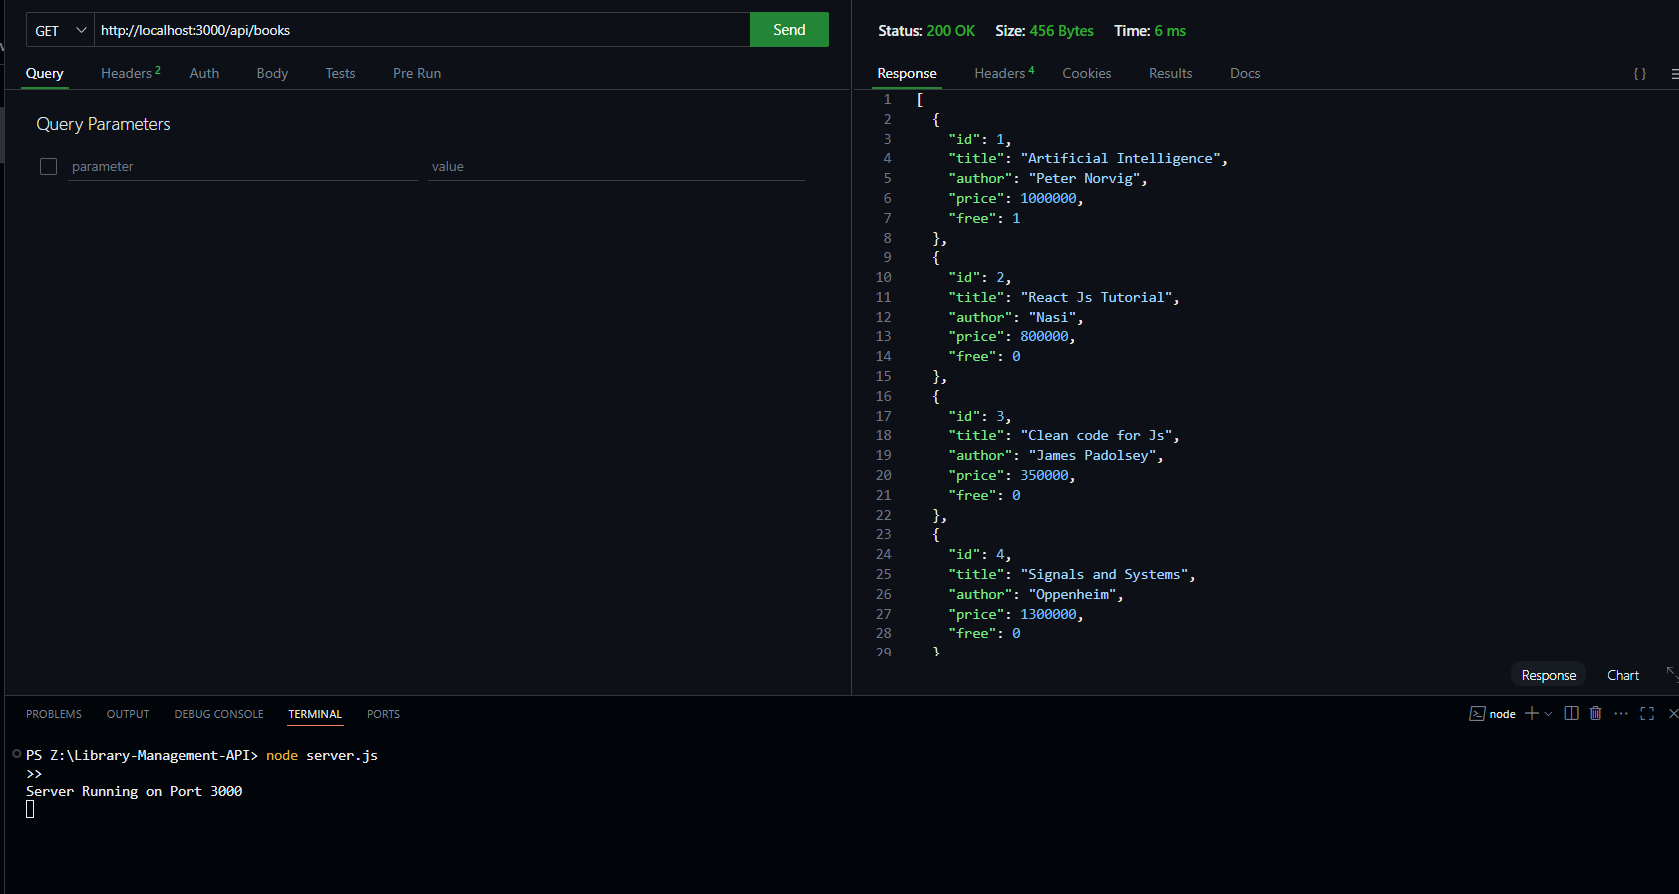 GET http://localhost:3000/api/books Send
Query Headers 2 Auth Body Tests Pre Run
Query Parameters
parameter value
Status: 200 OK Size: 456 Bytes Time: 6 ms
Response Headers 4 Cookies Results Docs { }
1 [
2 {
3 "id": 1,
4 "title": "Artificial Intelligence",
5 "author": "Peter Norvig",
6 "price": 1000000,
7 "free": 1
8 },
9 {
10 "id": 2,
11 "title": "React Js Tutorial",
12 "author": "Nasi",
13 "price": 800000,
14 "free": 0
15 },
16 {
17 "id": 3,
18 "title": "Clean code for Js",
19 "author": "James Padolsey",
20 "price": 350000,
21 "free": 0
22 },
23 {
24 "id": 4,
25 "title": "Signals and Systems",
26 "author": "Oppenheim",
27 "price": 1300000,
28 "free": 0
29 }
Response Chart
PROBLEMS OUTPUT DEBUG CONSOLE TERMINAL PORTS node
PS Z:\Library-Management-API> node server.js
>>
Server Running on Port 3000